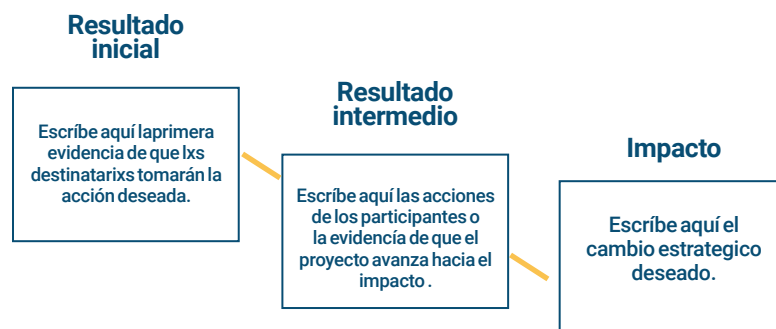 Resultado
inicial
Escríbe aquí laprimera
evidencia de que lxs
destinatarixs tomarán la
acción deseada.
Resultado
intermedio
Escríbe aquí las acciones
de los participantes o
la evidencía de que el
proyecto avanza hacia el
impacto .
Impacto
Escríbe aquí el
cambio estrategico
deseado.